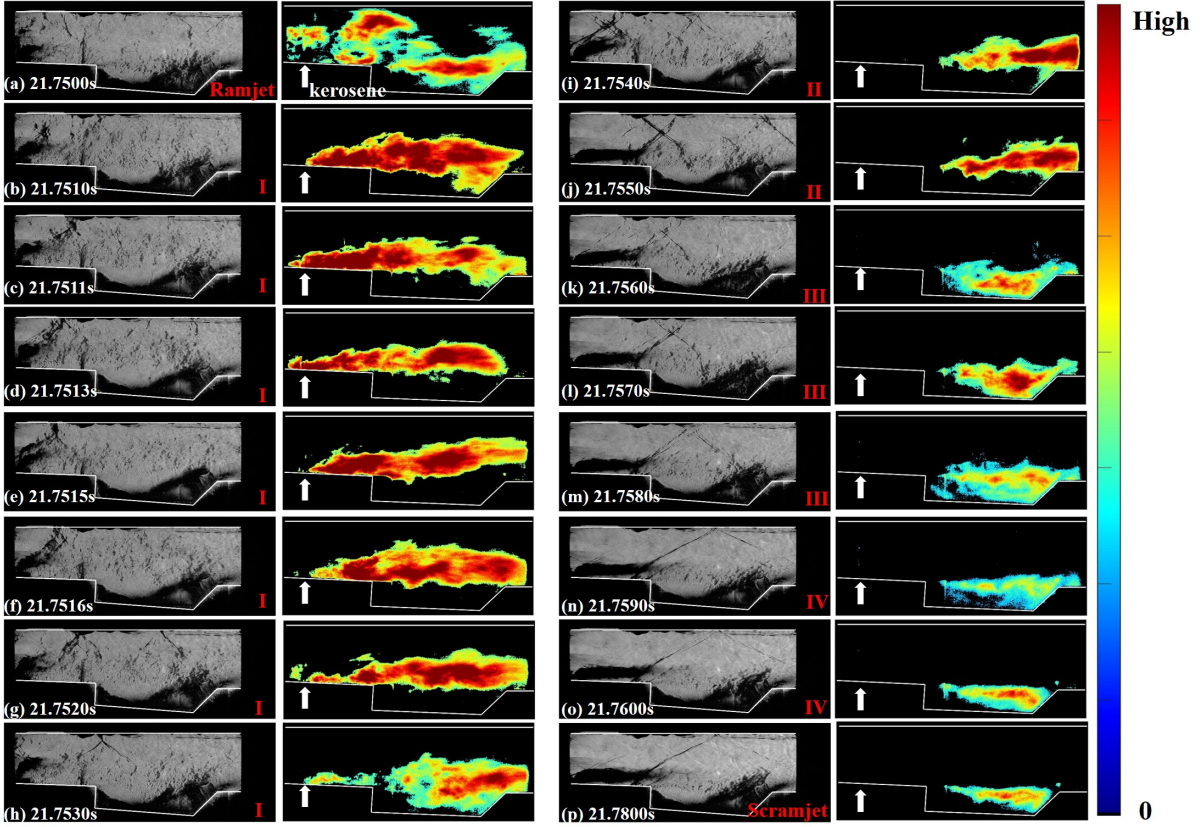 (a) 21.7500s Ramjet
kerosene
(b) 21.7510s I
(c) 21.7511s I
(d) 21.7513s I
(e) 21.7515s I
(f) 21.7516s I
(g) 21.7520s I
(h) 21.7530s I
(i) 21.7540s II
(j) 21.7550s II
(k) 21.7560s III
(l) 21.7570s III
(m) 21.7580s III
(n) 21.7590s IV
(o) 21.7600s IV
(p) 21.7800s Scramjet
High
0